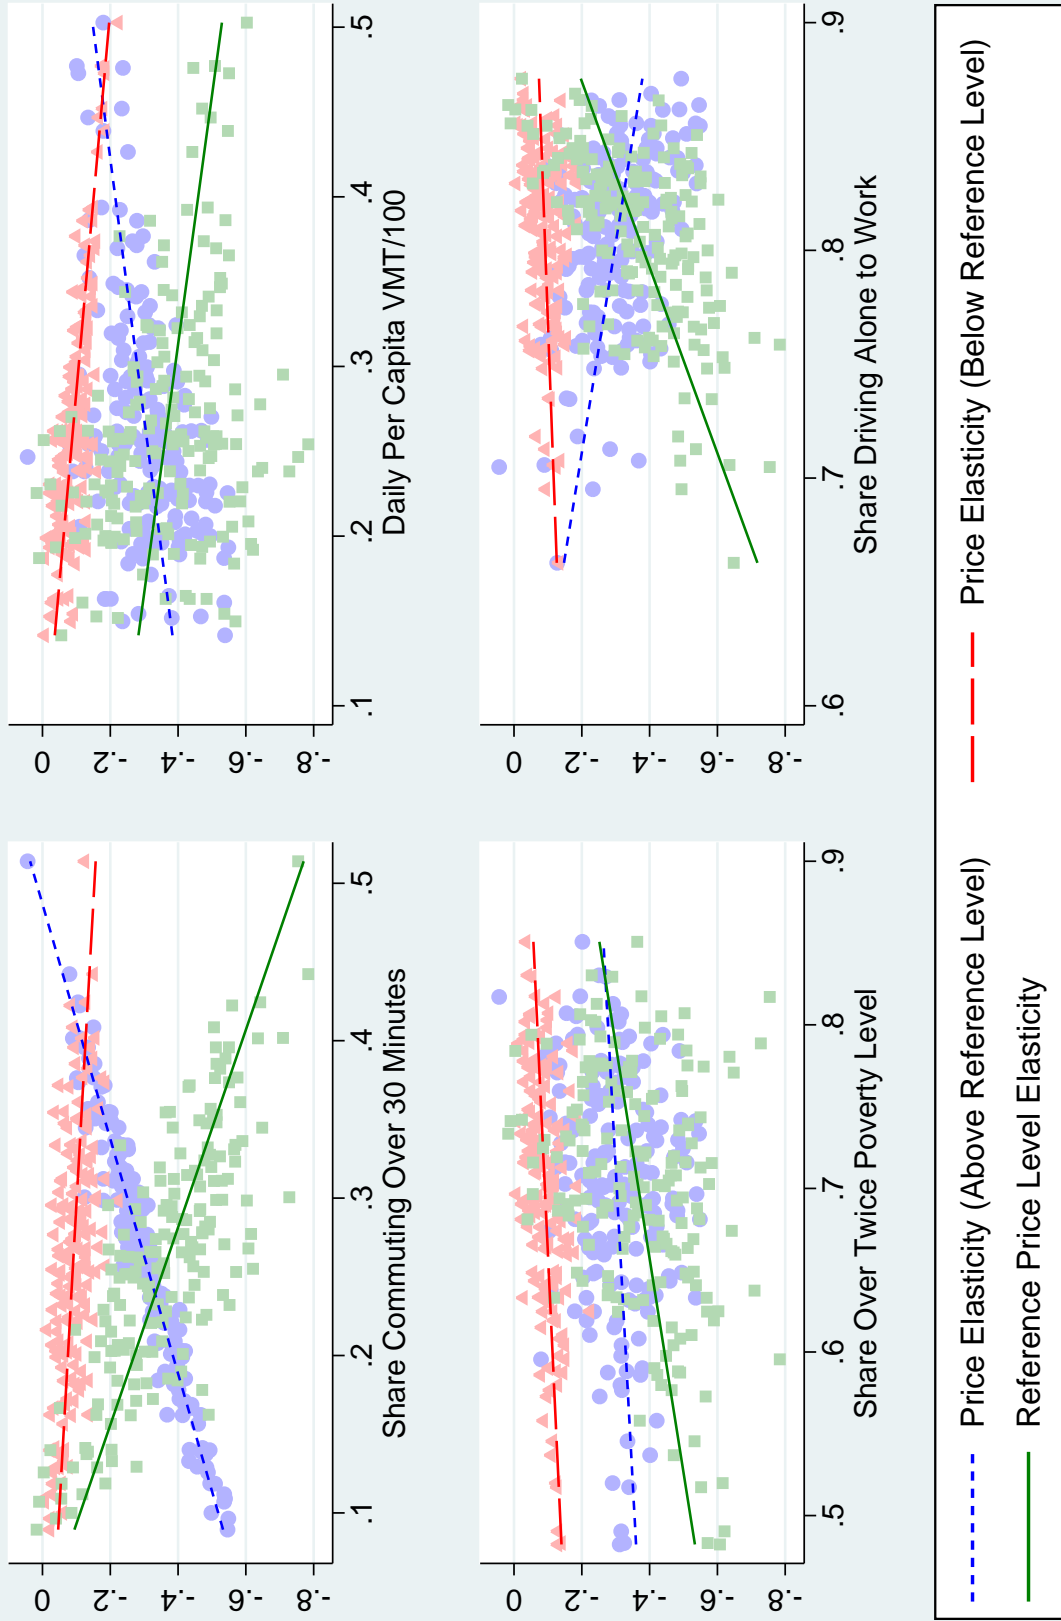 0
-.2
-.4
-.6
-.8
.1 .2 .3 .4 .5
Share Commuting Over 30 Minutes
0
-.2
-.4
-.6
-.8
.1 .2 .3 .4 .5
Daily Per Capita VMT/100
0
-.2
-.4
-.6
-.8
.5 .6 .7 .8 .9
Share Over Twice Poverty Level
0
-.2
-.4
-.6
-.8
.6 .7 .8 .9
Share Driving Alone to Work
Price Elasticity (Above Reference Level)
Price Elasticity (Below Reference Level)
Reference Price Level Elasticity